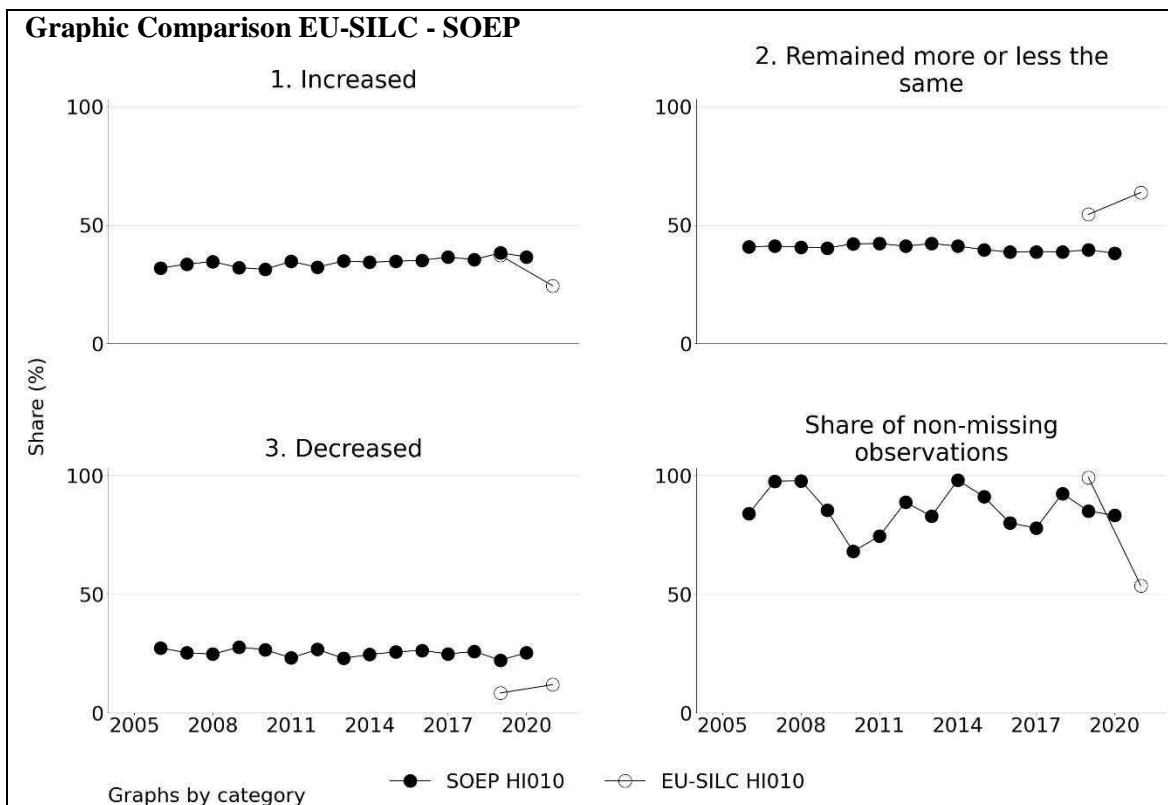 Graphic Comparison EU-SILC - SOEP
1. Increased
100
50
0
2. Remained more or less the
same
100
50
0
Share (%)
3. Decreased
100
50
0
2005 2008 2011 2014 2017 2020
Share of non-missing
observations
100
50
0
2005 2008 2011 2014 2017 2020
SOEP HI010 EU-SILC HI010
Graphs by category